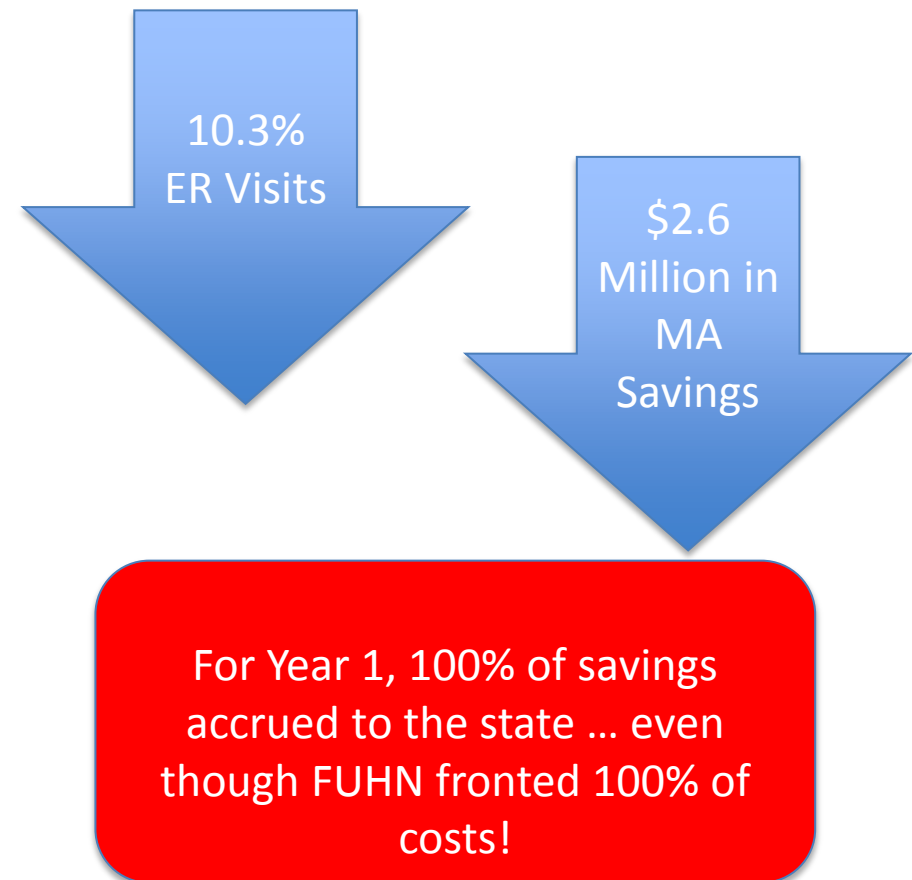 10.3%
ER Visits
$2.6
Million in
MA
Savings
For Year 1, 100% of savings
accrued to the state … even
though FUHN fronted 100% of
costs!